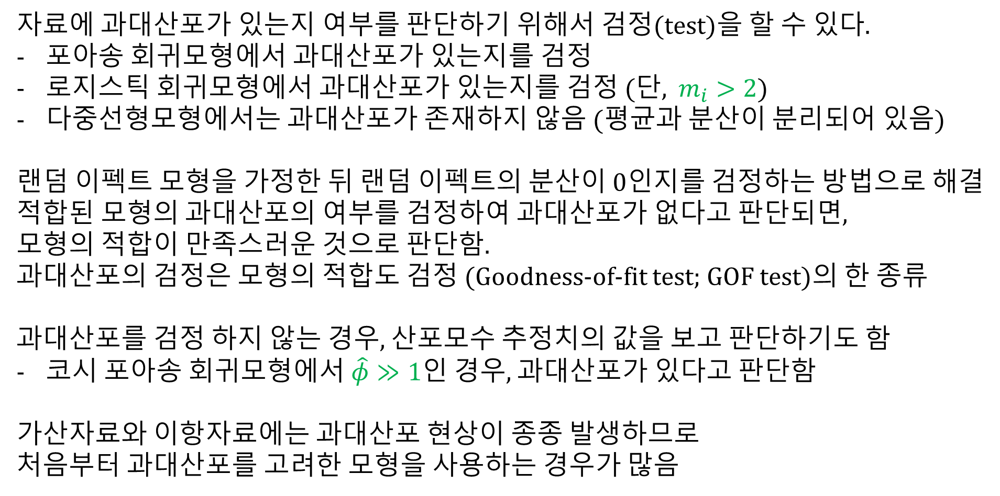 자료에 과대산포가 있는지 여부를 판단하기 위해서 검정(test)을 할 수 있다.
- 포아송 회귀모형에서 과대산포가 있는지를 검정
- 로지스틱 회귀모형에서 과대산포가 있는지를 검정 (단, mᵢ > 2)
- 다중선형모형에서는 과대산포가 존재하지 않음 (평균과 분산이 분리되어 있음)
랜덤 이펙트 모형을 가정한 뒤 랜덤 이펙트의 분산이 0인지를 검정하는 방법으로 해결
적합된 모형의 과대산포의 여부를 검정하여 과대산포가 없다고 판단되면,
모형의 적합이 만족스러운 것으로 판단함.
과대산포의 검정은 모형의 적합도 검정 (Goodness-of-fit test; GOF test)의 한 종류
과대산포를 검정 하지 않는 경우, 산포모수 추정치의 값을 보고 판단하기도 함
- 코시 포아송 회귀모형에서 ϕ̂ ≫ 1인 경우, 과대산포가 있다고 판단함
가산자료와 이항자료에는 과대산포 현상이 종종 발생하므로
처음부터 과대산포를 고려한 모형을 사용하는 경우가 많음